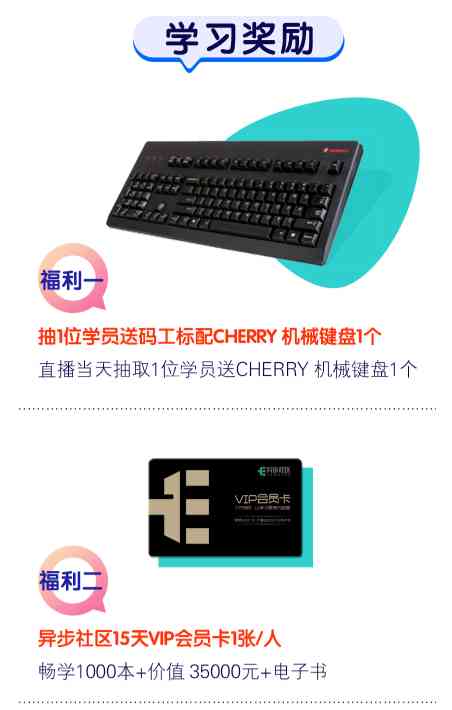 学习奖励
福利一
抽1位学员送码工标配CHERRY 机械键盘1个
直播当天抽取1位学员送CHERRY 机械键盘1个
异步社区
VIP会员卡
福利二
异步社区15天VIP会员卡1张/人
畅学1000本+价值 35000元+电子书